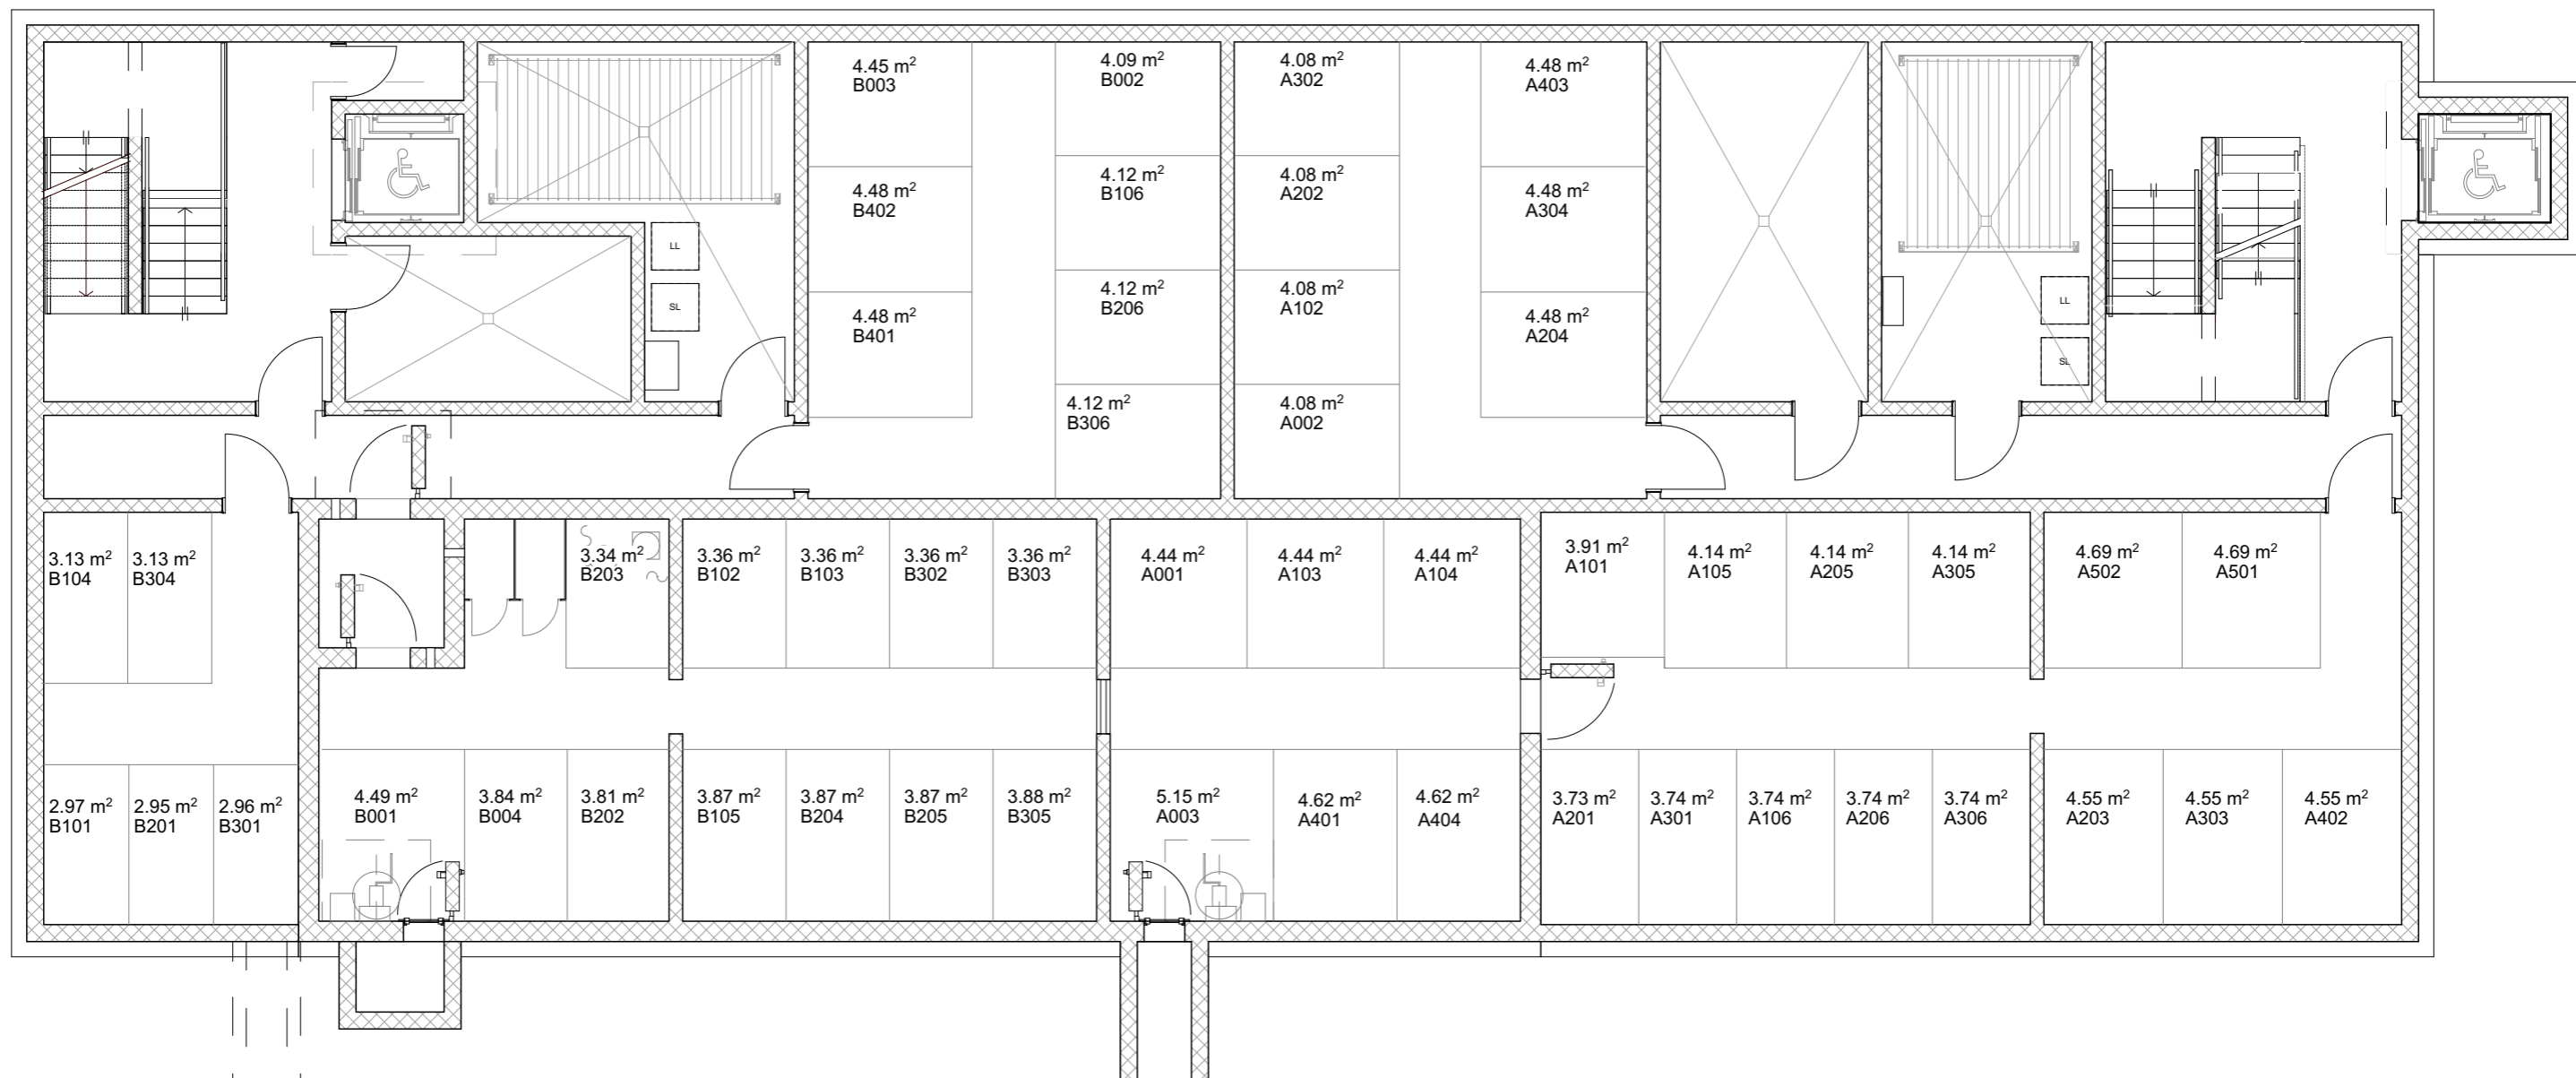 4.45 m²
B003
4.09 m²
B002
4.08 m²
A302
4.48 m²
A403
4.48 m²
B402
4.12 m²
B106
4.08 m²
A202
4.48 m²
A304
LL
SL
4.48 m²
B401
4.12 m²
B206
4.08 m²
A102
4.48 m²
A204
LL
SL
4.12 m²
B306
4.08 m²
A002
3.13 m²
B104
3.13 m²
B304
3.34 m²
B203
3.36 m²
B102
3.36 m²
B103
3.36 m²
B302
3.36 m²
B303
4.44 m²
A001
4.44 m²
A103
4.44 m²
A104
3.91 m²
A101
4.14 m²
A105
4.14 m²
A205
4.14 m²
A305
4.69 m²
A502
4.69 m²
A501
2.97 m²
B101
2.95 m²
B201
2.96 m²
B301
4.49 m²
B001
3.84 m²
B004
3.81 m²
B202
3.87 m²
B105
3.87 m²
B204
3.87 m²
B205
3.88 m²
B305
5.15 m²
A003
4.62 m²
A401
4.62 m²
A404
3.73 m²
A201
3.74 m²
A301
3.74 m²
A106
3.74 m²
A206
3.74 m²
A306
4.55 m²
A203
4.55 m²
A303
4.55 m²
A402